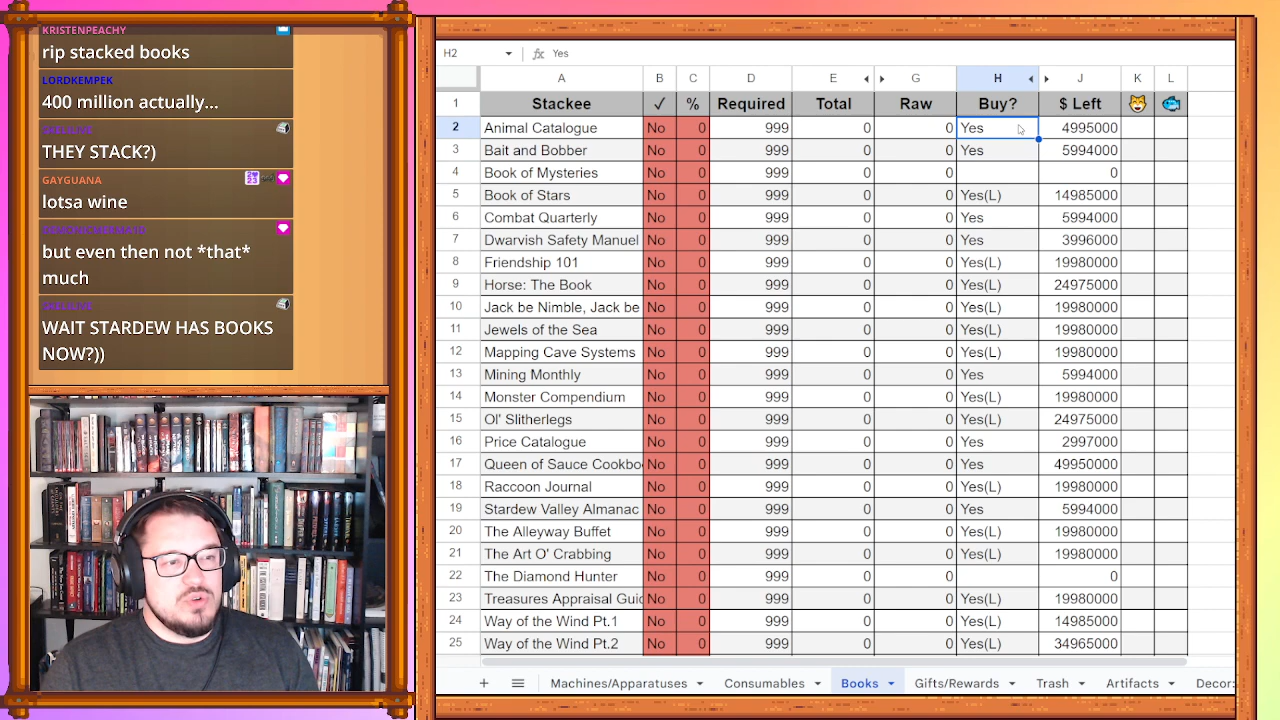 KRISTENPEACHY
rip stacked books
LORDKEMPEK
400 million actually...
THEY STACK?)
GAYGUANA
lotsa wine
but even then not *that*
much
WAIT STARDEW HAS BOOKS
NOW?))
H2 fx Yes
A B C D E G H J K L
1 Stackee ✓ % Required Total Raw Buy? $ Left
2 Animal Catalogue No 0 999 0 0 Yes 4995000
3 Bait and Bobber No 0 999 0 0 Yes 5994000
4 Book of Mysteries No 0 999 0 0 0
5 Book of Stars No 0 999 0 0 Yes(L) 14985000
6 Combat Quarterly No 0 999 0 0 Yes 5994000
7 Dwarvish Safety Manuel No 0 999 0 0 Yes 3996000
8 Friendship 101 No 0 999 0 0 Yes(L) 19980000
9 Horse: The Book No 0 999 0 0 Yes(L) 24975000
10 Jack be Nimble, Jack be No 0 999 0 0 Yes(L) 19980000
11 Jewels of the Sea No 0 999 0 0 Yes(L) 19980000
12 Mapping Cave Systems No 0 999 0 0 Yes(L) 19980000
13 Mining Monthly No 0 999 0 0 Yes 5994000
14 Monster Compendium No 0 999 0 0 Yes(L) 19980000
15 Ol' Slitherlegs No 0 999 0 0 Yes(L) 24975000
16 Price Catalogue No 0 999 0 0 Yes 2997000
17 Queen of Sauce Cookbo No 0 999 0 0 Yes 49950000
18 Raccoon Journal No 0 999 0 0 Yes(L) 19980000
19 Stardew Valley Almanac No 0 999 0 0 Yes 5994000
20 The Alleyway Buffet No 0 999 0 0 Yes(L) 19980000
21 The Art O' Crabbing No 0 999 0 0 Yes(L) 19980000
22 The Diamond Hunter No 0 999 0 0 0
23 Treasures Appraisal Guid No 0 999 0 0 Yes(L) 19980000
24 Way of the Wind Pt.1 No 0 999 0 0 Yes(L) 14985000
25 Way of the Wind Pt.2 No 0 999 0 0 Yes(L) 34965000
+ Machines/Apparatuses Consumables Books Gifts/Rewards Trash Artifacts Decor